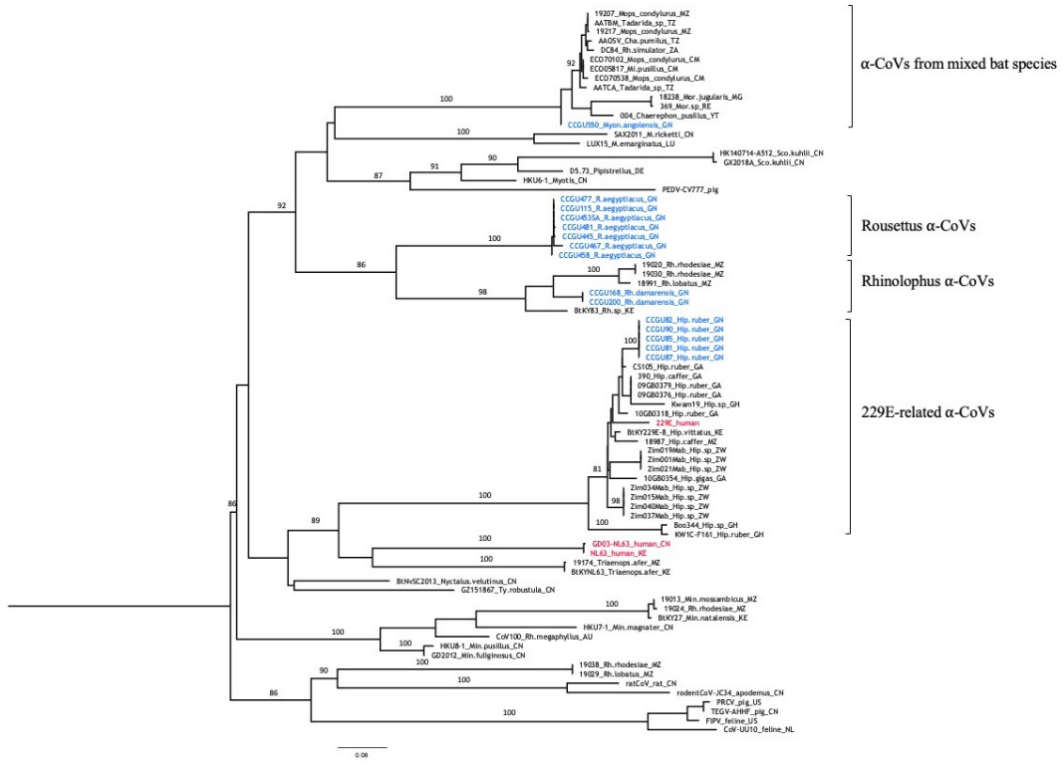 19207_Mops_condylurus_MZ
AATBM_Tadarida_sp_TZ
19217_Mops_condylurus_MZ
AAOSV_Cha.pumilus_TZ
DC84_Rh.simulator_ZA
92
ECO70102_Mops_condylurus_CM
ECO05817_Mi.pusillus_CM
ECO70538_Mops_condylurus_CM
AATCA_Tadarida_sp_TZ
α-CoVs from mixed bat species
100
18238_Mor.jugularis_MG
369_Mor.sp_RE
004_Chaerephon_pusillus_YT
CCGU550_Myon.angolensis_GN
100
SAX2011_M.ricketti_CN
LUX15_M.emarginatus_LU
HK140714-A512_Sco.kuhlii_CN
GX2018A_Sco.kuhlii_CN
90
91
D5.73_Pipistrellus_DE
87
HKU6-1_Myotis_CN
PEDV-CV777_pig
92
CCGU477_R.aegyptiacus_GN
CCGU115_R.aegyptiacus_GN
CCGU4535A_R.aegyptiacus_GN
CCGU481_R.aegyptiacus_GN
CCGU445_R.aegyptiacus_GN
CCGU467_R.aegyptiacus_GN
CCGU458_R.aegyptiacus_GN
Rousettus α-CoVs
100
86
19020_Rh.rhodesiae_MZ
19030_Rh.rhodesiae_MZ
18991_Rh.lobatus_MZ
100
CCGU168_Rh.damarensis_GN
CCGU200_Rh.damarensis_GN
98
BtKY83_Rh.sp_KE
Rhinolophus α-CoVs
CCGU82_Hip.ruber_GN
CCGU90_Hip.ruber_GN
CCGU85_Hip.ruber_GN
CCGU81_Hip.ruber_GN
CCGU87_Hip.ruber_GN
100
CS105_Hip.ruber_GA
390_Hip.caffer_GA
09GB0379_Hip.ruber_GA
09GB0376_Hip.ruber_GA
Kwam19_Hip.sp_GH
10GB0318_Hip.ruber_GA
229E-related α-CoVs
229E_human
BtKY229E-8_Hip.vittatus_KE
18987_Hip.caffer_MZ
Zim019Mab_Hip.sp_ZW
Zim001Mab_Hip.sp_ZW
Zim021Mab_Hip.sp_ZW
81
10GB0354_Hip.gigas_GA
Zim034Mab_Hip.sp_ZW
98
Zim015Mab_Hip.sp_ZW
Zim040Mab_Hip.sp_ZW
Zim037Mab_Hip.sp_ZW
100
100
Boo344_Hip.sp_GH
KW1C-F161_Hip.ruber_GH
86
89
100
GD03-NL63_human_CN
NL63_human_KE
100
19174_Triaenops.afer_MZ
BtKYNL63_Triaenops.afer_KE
BtNvSC2013_Nyctalus_velutinus_CN
GZ151867_Ty.robustula_CN
100
19013_Min.mossambicus_MZ
19024_Rh.rhodesiae_MZ
BtKY27_Min.natalensis_KE
HKU7-1_Min.magnater_CN
100
CoV100_Rh.megaphyllus_AU
100
HKU8-1_Min.pusillus_CN
GD2012_Min.fuliginosus_CN
90
19038_Rh.rhodesiae_MZ
19029_Rh.lobatus_MZ
86
100
ratCoV_rat_CN
rodentCoV-JC34_apodemus_CN
100
PRCV_pig_US
TEGV-AHHF_pig_CN
FIPV_feline_US
CoV-UU10_feline_NL
0.08